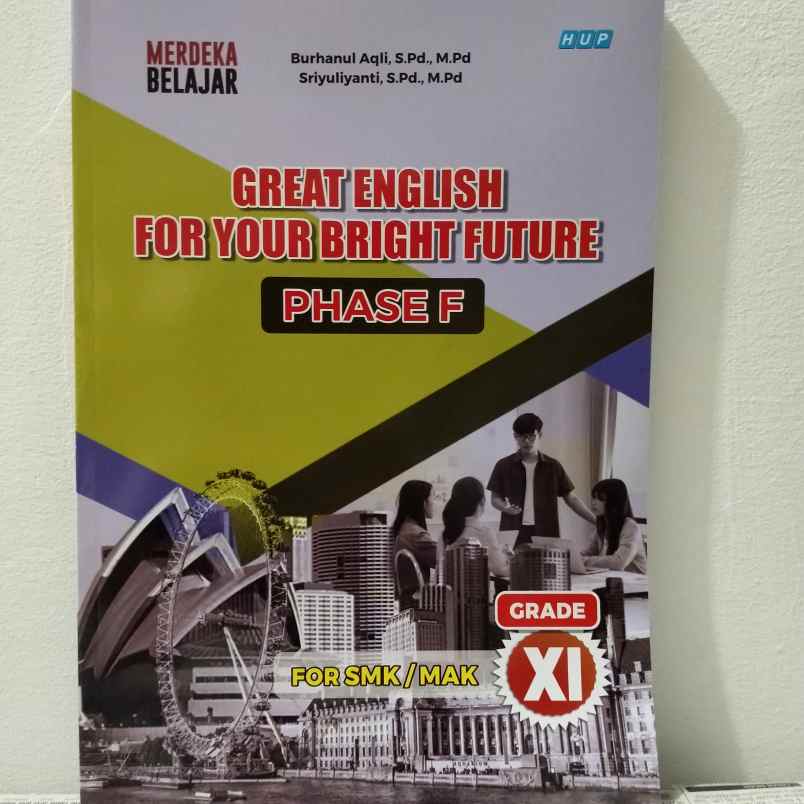 MERDEKA
BELAJAR
Burhanul Aqli, S.Pd., M.Pd
Sriyuliyanti, S.Pd., M.Pd
HUP
GREAT ENGLISH
FOR YOUR BRIGHT FUTURE
PHASE F
GRADE
XI
FOR SMK / MAK